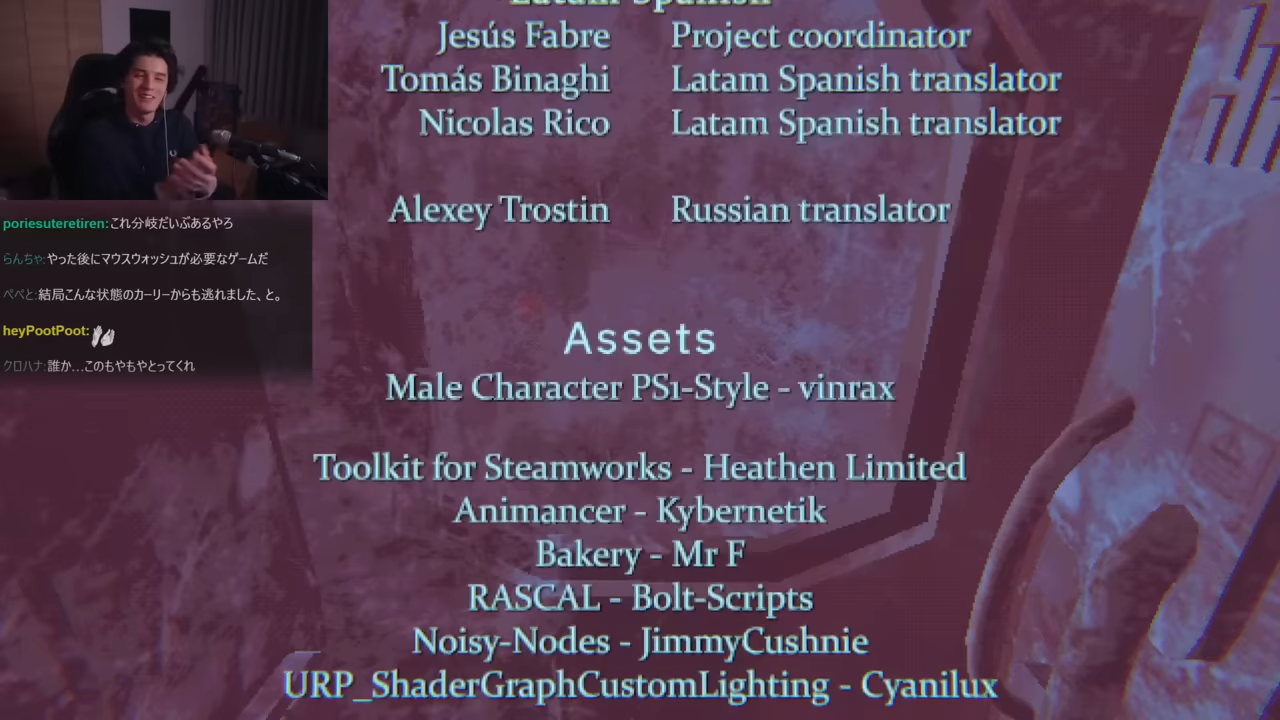 Latam Spanish
Jesús Fabre Project coordinator
Tomás Binaghi Latam Spanish translator
Nicolas Rico Latam Spanish translator
Alexey Trostin Russian translator
Assets
Male Character PS1-Style - vinrax
Toolkit for Steamworks - Heathen Limited
Animancer - Kybernetik
Bakery - Mr F
RASCAL - Bolt-Scripts
Noisy-Nodes - JimmyCushnie
URP_ShaderGraphCustomLighting - Cyanilux
poriesuteretiren: これ分岐だいぶあるやろ
らんちゃ: やった後にマウスウォッシュが必要なゲームだ
ぺぺと: 結局こんな状態のカーリーからも逃れました、と。
heyPootPoot:
クロハナ: 誰か…このもやもやとってくれ